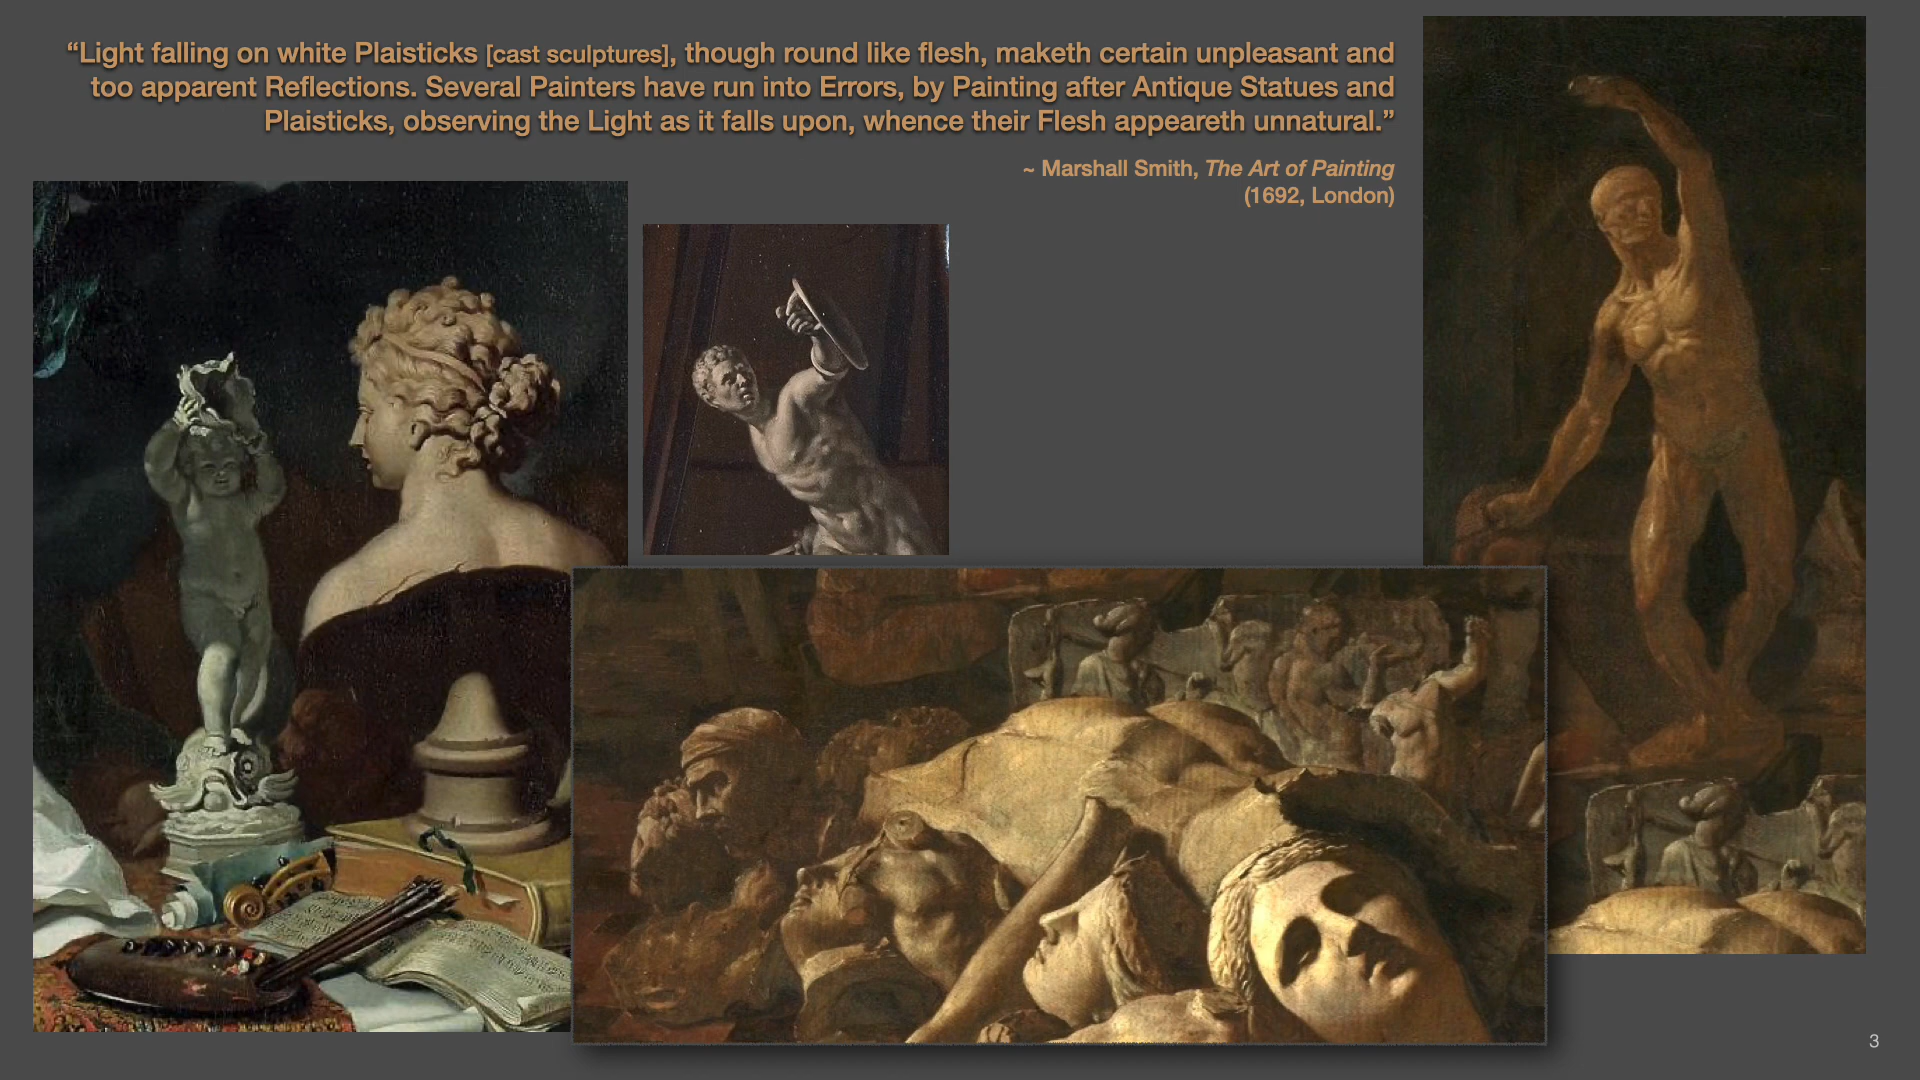 “Light falling on white Plaisticks [cast sculptures], though round like flesh, maketh certain unpleasant and
too apparent Reflections. Several Painters have run into Errors, by Painting after Antique Statues and
Plaisticks, observing the Light as it falls upon, whence their Flesh appeareth unnatural.”
~ Marshall Smith, The Art of Painting
(1692, London)
3